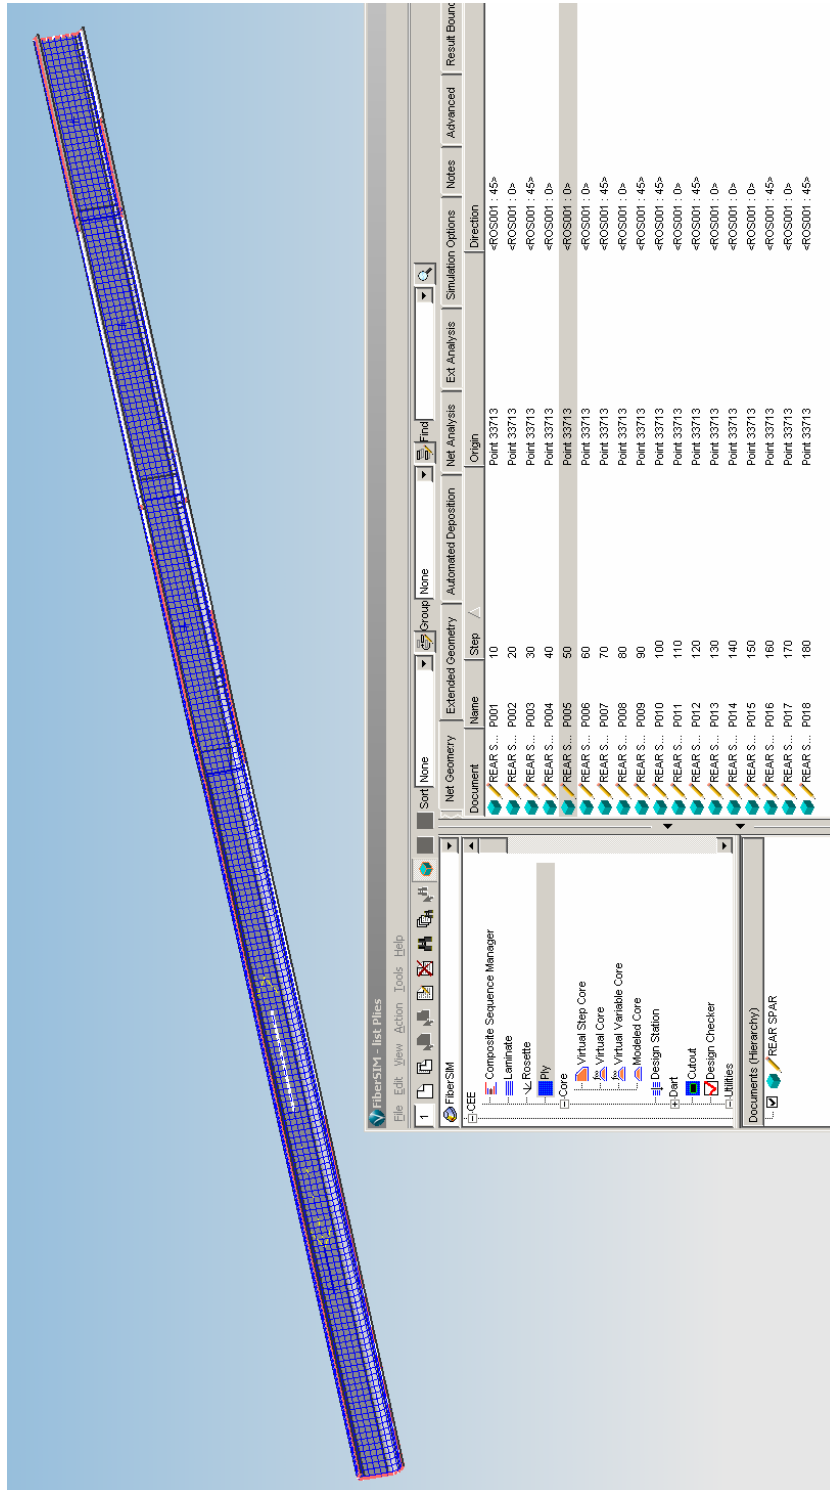 FiberSIM - list Plies
File Edit View Action Tools Help
1 Sort None Group None Find
FiberSIM
CEE
Composite Sequence Manager
Laminate
Rosette
Ply
Core
Virtual Step Core
Virtual Core
Virtual Variable Core
Modeled Core
Design Station
Dart
Cutout
Design Checker
Utilities
Documents (Hierarchy)
REAR SPAR
Net Geometry Extended Geometry Automated Deposition Net Analysis Ext Analysis Simulation Options Notes Advanced Result Bound
Document Name Step Origin Direction
REAR S... P001 10 Point 33713 <ROS001 : 45>
REAR S... P002 20 Point 33713 <ROS001 : 0>
REAR S... P003 30 Point 33713 <ROS001 : 45>
REAR S... P004 40 Point 33713 <ROS001 : 0>
REAR S... P005 50 Point 33713 <ROS001 : 0>
REAR S... P006 60 Point 33713 <ROS001 : 0>
REAR S... P007 70 Point 33713 <ROS001 : 45>
REAR S... P008 80 Point 33713 <ROS001 : 0>
REAR S... P009 90 Point 33713 <ROS001 : 45>
REAR S... P010 100 Point 33713 <ROS001 : 45>
REAR S... P011 110 Point 33713 <ROS001 : 0>
REAR S... P012 120 Point 33713 <ROS001 : 45>
REAR S... P013 130 Point 33713 <ROS001 : 0>
REAR S... P014 140 Point 33713 <ROS001 : 0>
REAR S... P015 150 Point 33713 <ROS001 : 0>
REAR S... P016 160 Point 33713 <ROS001 : 45>
REAR S... P017 170 Point 33713 <ROS001 : 0>
REAR S... P018 180 Point 33713 <ROS001 : 45>